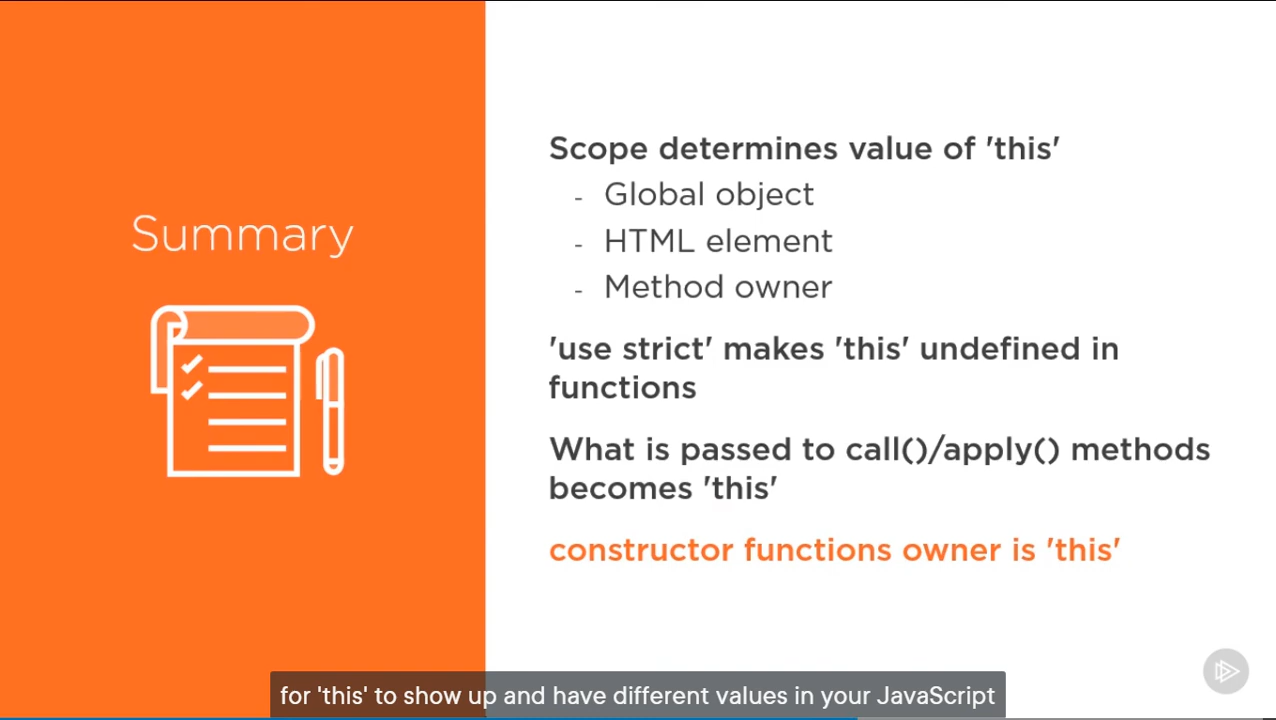 Summary
Scope determines value of 'this'
- Global object
- HTML element
- Method owner
'use strict' makes 'this' undefined in
functions
What is passed to call()/apply() methods
becomes 'this'
constructor functions owner is 'this'
for 'this' to show up and have different values in your JavaScript